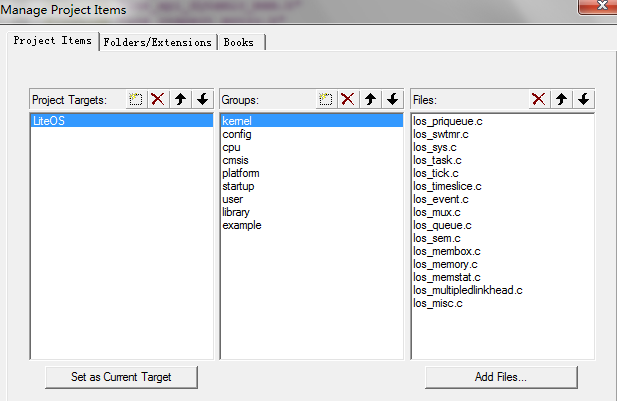 Manage Project Items
Project Items
Folders/Extensions
Books
Project Targets:
Groups:
Files:
LiteOS
kernel
config
cpu
cmsis
platform
startup
user
library
example
los_priqueue.c
los_swtmr.c
los_sys.c
los_task.c
los_tick.c
los_timeslice.c
los_event.c
los_mux.c
los_queue.c
los_sem.c
los_membox.c
los_memory.c
los_memstat.c
los_multipledlinkhead.c
los_misc.c
Set as Current Target
Add Files...